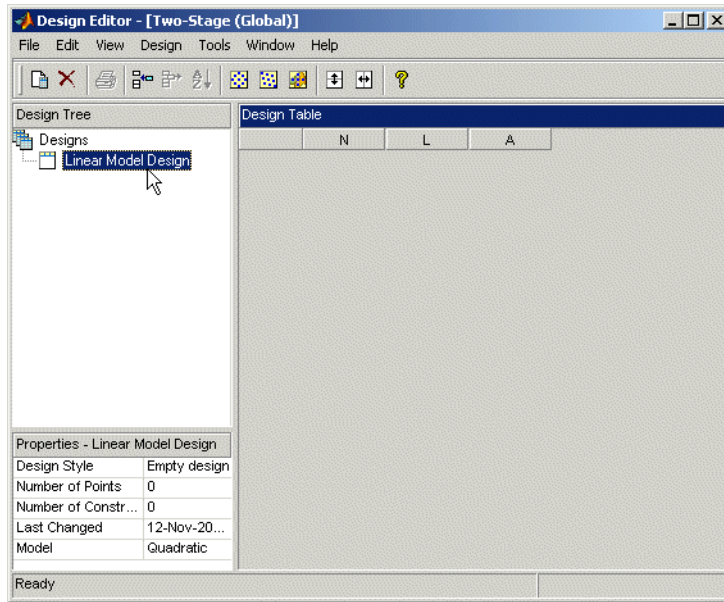 Design Editor - [Two-Stage (Global)]
File Edit View Design Tools Window Help
Design Tree
Designs
Linear Model Design
Design Table
N L A
Properties - Linear Model Design
Design Style Empty design
Number of Points 0
Number of Constr... 0
Last Changed 12-Nov-20...
Model Quadratic
Ready